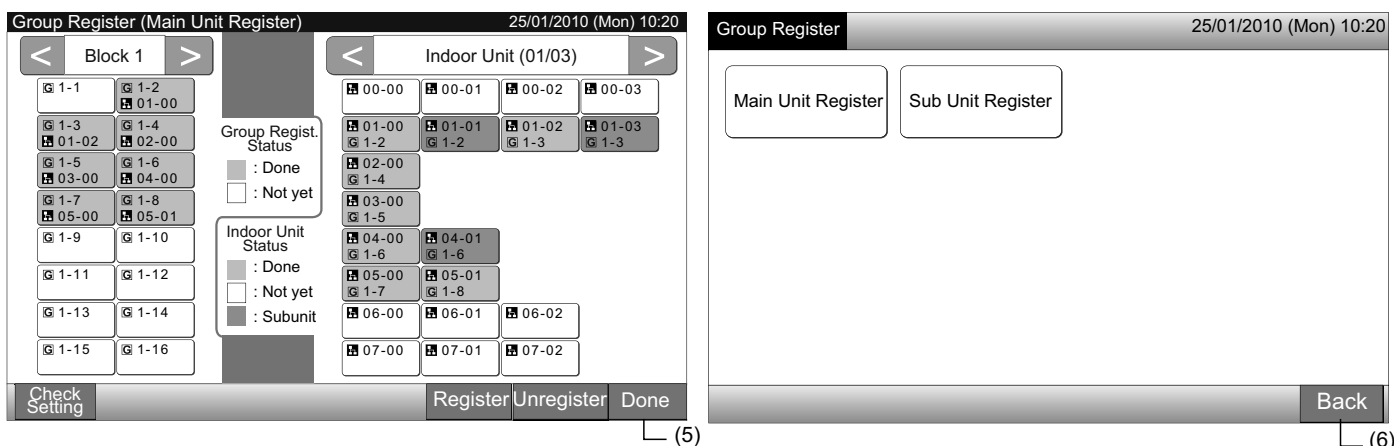 Group Register (Main Unit Register) 25/01/2010 (Mon) 10:20
< Block 1 >
G 1-1
G 1-2
01-00
G 1-3
01-02
G 1-4
02-00
G 1-5
03-00
G 1-6
04-00
G 1-7
05-00
G 1-8
05-01
G 1-9
G 1-10
G 1-11
G 1-12
G 1-13
G 1-14
G 1-15
G 1-16
Group Regist.
Status
: Done
: Not yet
Indoor Unit
Status
: Done
: Not yet
: Subunit
< Indoor Unit (01/03) >
00-00
00-01
00-02
00-03
01-00
G 1-2
01-01
G 1-2
01-02
G 1-3
01-03
G 1-3
02-00
G 1-4
03-00
G 1-5
04-00
G 1-6
04-01
G 1-6
05-00
G 1-7
05-01
G 1-8
06-00
06-01
06-02
07-00
07-01
07-02
Check
Setting
Register
Unregister
Done
(5)
Group Register 25/01/2010 (Mon) 10:20
Main Unit Register
Sub Unit Register
Back
(6)